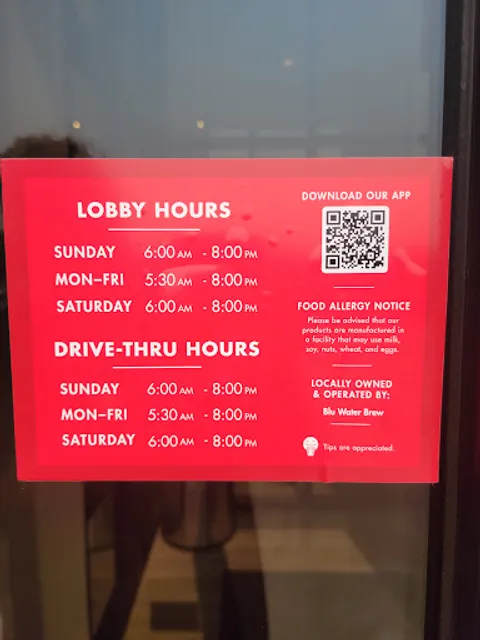 LOBBY HOURS
SUNDAY 6:00 AM - 8:00 PM
MON–FRI 5:30 AM - 8:00 PM
SATURDAY 6:00 AM - 8:00 PM
DRIVE-THRU HOURS
SUNDAY 6:00 AM - 8:00 PM
MON–FRI 5:30 AM - 8:00 PM
SATURDAY 6:00 AM - 8:00 PM
DOWNLOAD OUR APP
FOOD ALLERGY NOTICE
Please be advised that our
products are manufactured in
a facility that may use milk,
soy, nuts, wheat, and eggs.
LOCALLY OWNED
& OPERATED BY:
Blu Water Brew
Tips are appreciated.